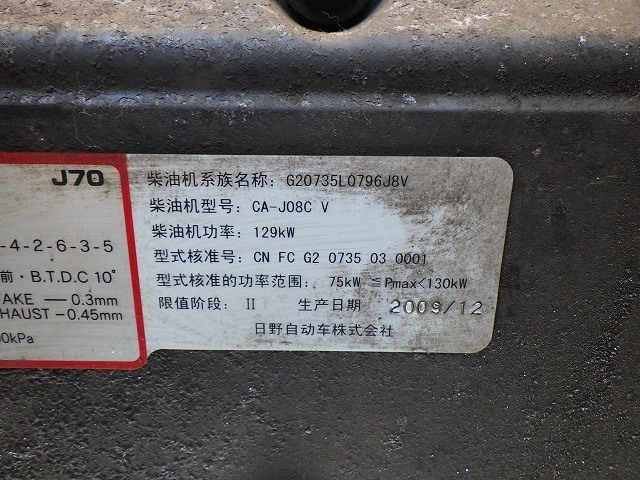 J70
-4-2-6-3-5
前・B.T.D.C 10°
TAKE — 0.3mm
HAUST - 0.45mm
0kPa
柴油机系族名称: G20735L0796J8V
柴油机型号: CA-J08C V
柴油机功率: 129kW
型式核准号: CN FC G2 0735 03 0001
型式核准的功率范围: 75kW ≦Pmax<130kW
限值阶段: II 生产日期 2009/12
日野自动车株式会社